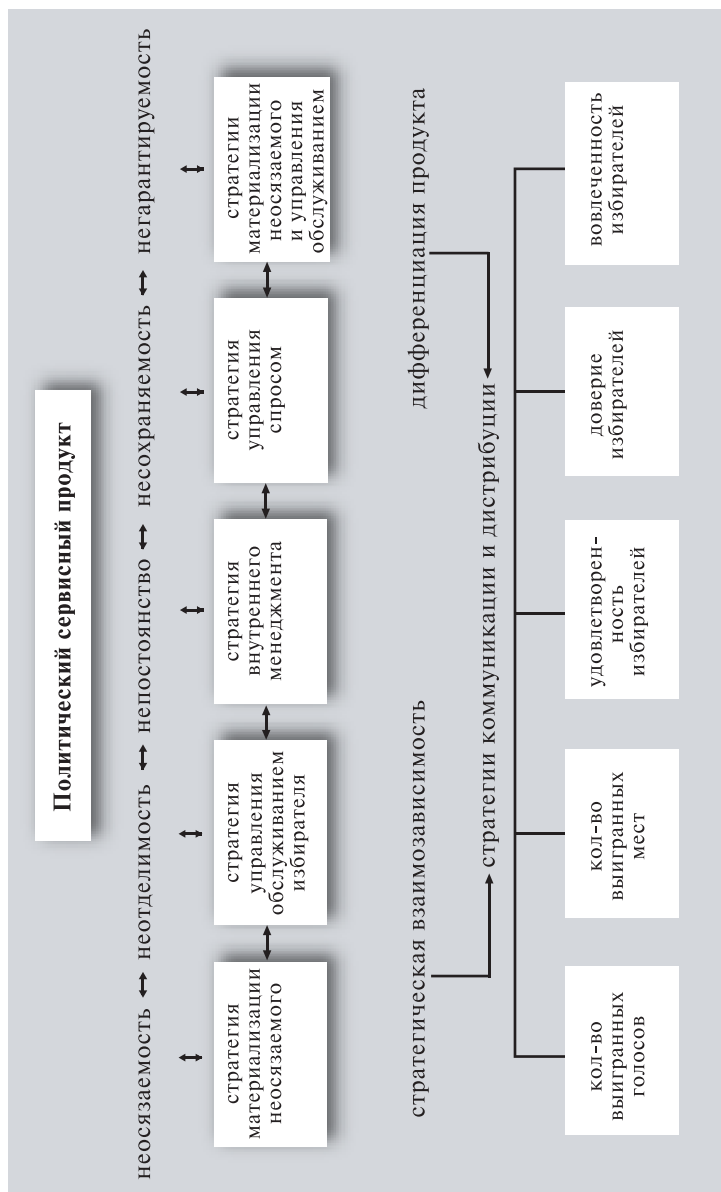 Политический сервисный продукт
неосязаемость
неотделимость
непостоянство
несохраняемость
негарантируемость
стратегия
материализации
неосязаемого
стратегия
управления
обслуживанием
избирателя
стратегия
внутреннего
менеджмента
стратегия
управления
спросом
стратегии
материализации
неосязаемого
и управления
обслуживанием
стратегическая взаимозависимость
дифференциация продукта
стратегии коммуникации и дистрибуции
кол-во
выигранных
голосов
кол-во
выигранных
мест
удовлетворен-
ность
избирателей
доверие
избирателей
вовлеченность
избирателей